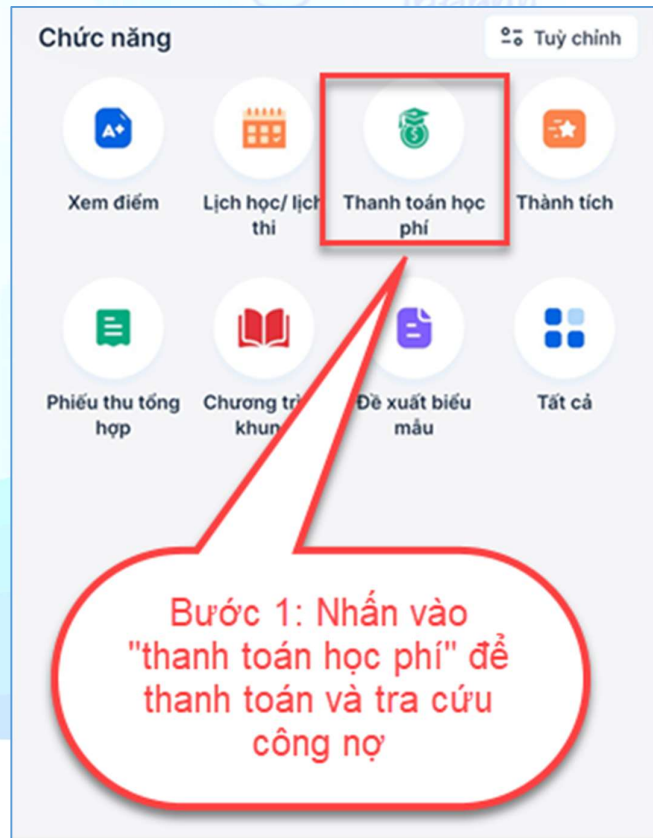 Chức năng
Tuỳ chỉnh
Xem điểm
Lịch học/ lịch
thi
Thanh toán học
phí
Thành tích
Phiếu thu tổng
hợp
Chương
khun
Đề xuất biểu
mẫu
Tất cả
Bước 1: Nhấn vào
"thanh toán học phí" để
thanh toán và tra cứu
công nợ